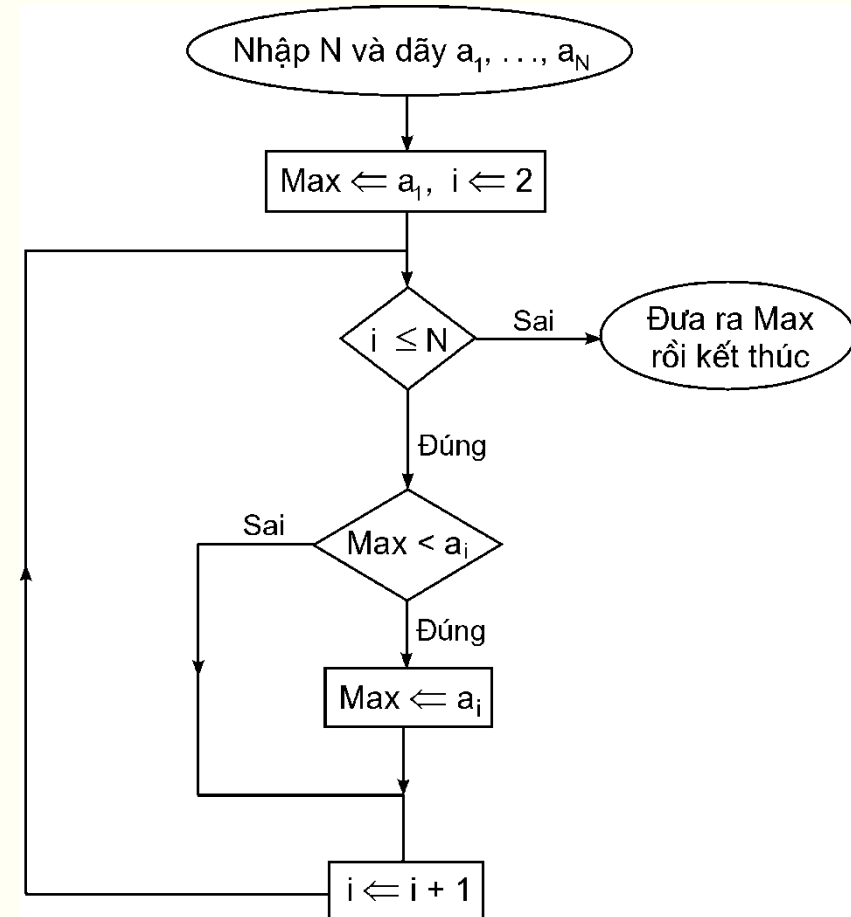 Nhập N và dãy a₁, . . ., a_N
Max ⇐ a₁, i ⇐ 2
i ≤ N
Sai
Đưa ra Max
rồi kết thúc
Đúng
Sai
Max < aᵢ
Đúng
Max ⇐ aᵢ
i ⇐ i + 1